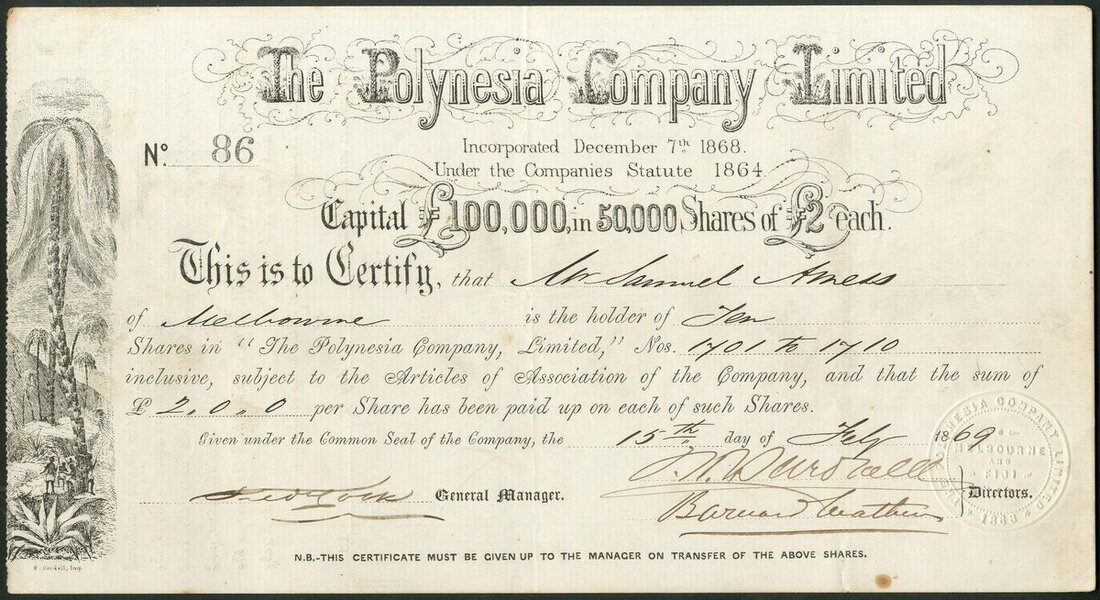 The Polynesia Company Limited
No. 86
Incorporated December 7th 1868.
Under the Companies Statute 1864.
Capital £100,000, in 50,000 Shares of £2 each.
This is to Certify, that Mr Samuel Amess
of Melbourne is the holder of Ten
Shares in "The Polynesia Company, Limited," Nos. 1701 to 1710
inclusive, subject to the Articles of Association of the Company, and that the sum of
£ 2,0,0 per Share has been paid up on each of such Shares.
Given under the Common Seal of the Company, the 15th day of July 1869
General Manager.
Directors.
THE POLYNESIA COMPANY LIMITED
MELBOURNE
AND
FIJI
1868
N.B.-THIS CERTIFICATE MUST BE GIVEN UP TO THE MANAGER ON TRANSFER OF THE ABOVE SHARES.